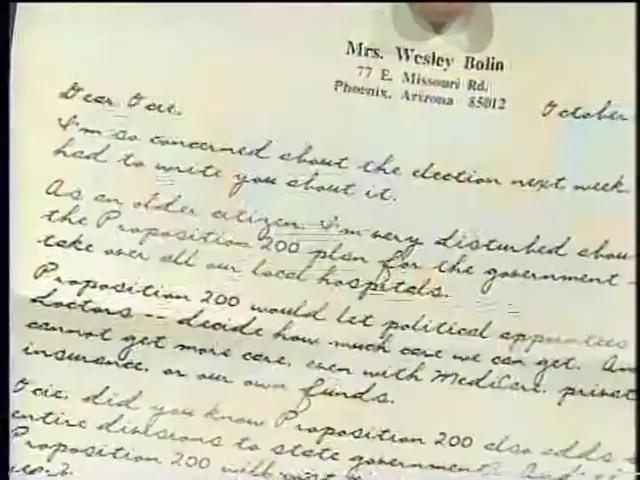 Mrs. Wesley Bolin
77 E. Missouri Rd.
Phoenix, Arizona 85012
October
Dear
I'm so concerned about the election next week.
had to write you about it.
As an older citizen, I'm very disturbed abou
the Proposition 200 plan for the government
take over all our local hospitals.
Proposition 200 would let political appointees
doctors -- decide how much care we can get. An
cannot get more care, even with MediCare, privat
insurance, or our own funds.
did you know Proposition 200 also adds
entire divisions to state government?
Proposition 200 will